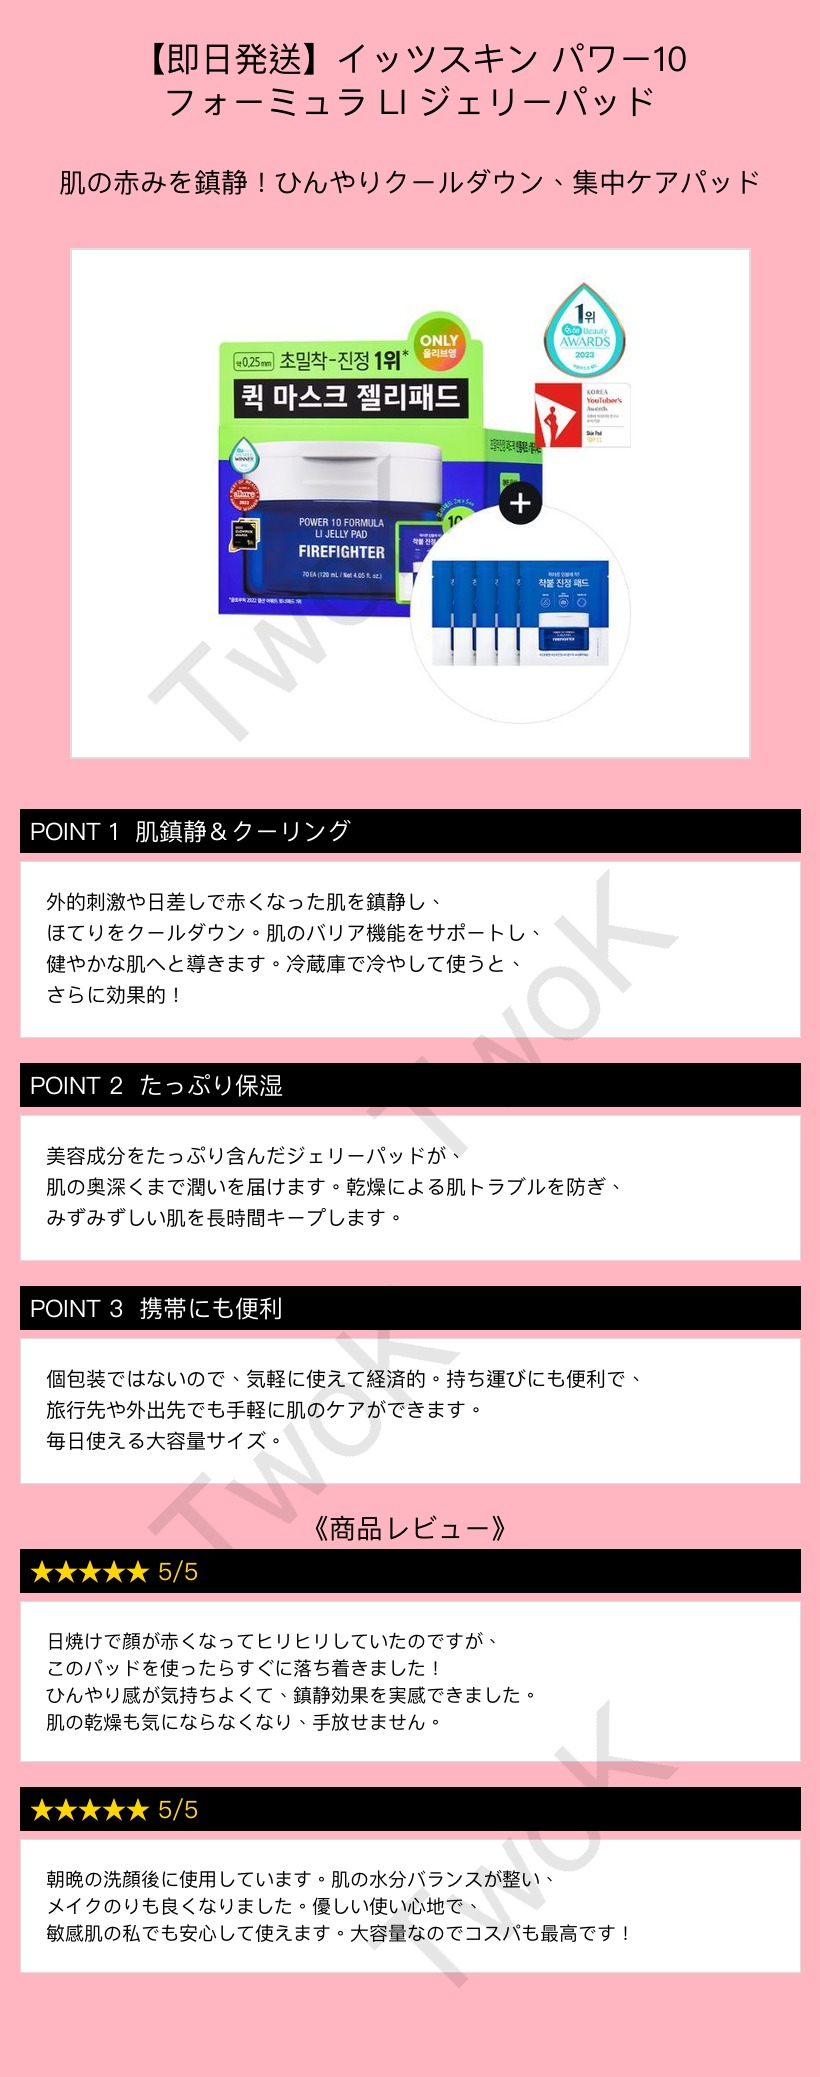 【即日発送】イッツスキン パワー10
フォーミュラ LI ジェリーパッド
肌の赤みを鎮静！ひんやりクールダウン、集中ケアパッド
1위
Beauty
AWARDS
2023
ONLY
올리브영
약 0.25mm 초밀착-진정 1위*
퀵 마스크 젤리패드
KOREA
YouTuber's
Awards
Skin Pad
WINNER
allure
2022
POWER 10 FORMULA
LI JELLY PAD
FIREFIGHTER
70 EA (120 mL / Net 4.05 fl. oz.)
+
10
착붙 진정 패드
POWER 10 FORMULA
LI JELLY PAD
FIREFIGHTER
TwoK
POINT 1 肌鎮静＆クーリング
外的刺激や日差しで赤くなった肌を鎮静し、
ほてりをクールダウン。肌のバリア機能をサポートし、
健やかな肌へと導きます。冷蔵庫で冷やして使うと、
さらに効果的！
TwoK
POINT 2 たっぷり保湿
美容成分をたっぷり含んだジェリーパッドが、
肌の奥深くまで潤いを届けます。乾燥による肌トラブルを防ぎ、
みずみずしい肌を長時間キープします。
POINT 3 携帯にも便利
個包装ではないので、気軽に使えて経済的。持ち運びにも便利で、
旅行先や外出先でも手軽に肌のケアができます。
毎日使える大容量サイズ。
TwoK
《商品レビュー》
★★★★★ 5/5
日焼けで顔が赤くなってヒリヒリしていたのですが、
このパッドを使ったらすぐに落ち着きました！
ひんやり感が気持ちよくて、鎮静効果を実感できました。
肌の乾燥も気にならなくなり、手放せません。
★★★★★ 5/5
朝晩の洗顔後に使用しています。肌の水分バランスが整い、
メイクのりも良くなりました。優しい使い心地で、
敏感肌の私でも安心して使えます。大容量なのでコスパも最高です！
TwoK